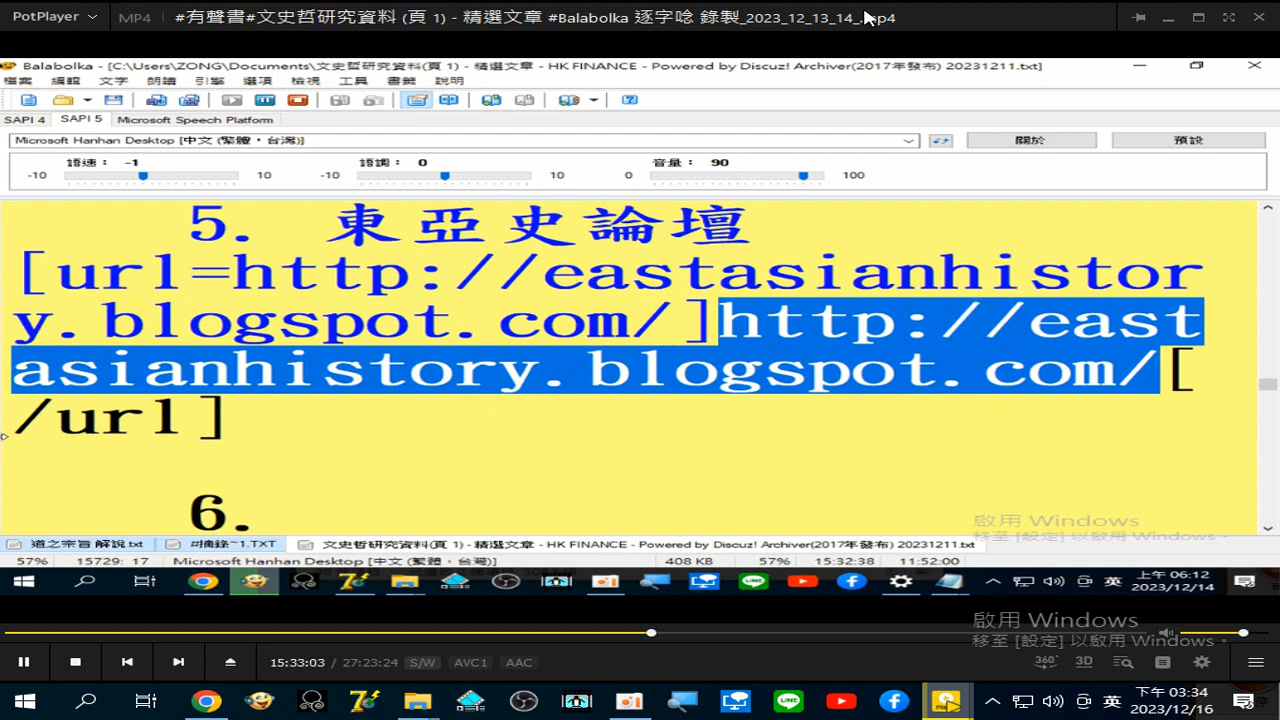 PotPlayer MP4 #有聲書#文史哲研究資料 (頁 1) - 精選文章 #Balabolka 逐字唸 錄製_2023_12_13_14_.mp4
Balabolka - [C:\Users\ZONG\Documents\文史哲研究資料(頁 1) - 精選文章 - HK FINANCE - Powered by Discuz! Archiver(2017年發布) 20231211.txt]
檔案 編輯 文字 朗讀 引擎 選項 檢視 工具 書籤 說明
SAPI 4 SAPI 5 Microsoft Speech Platform
Microsoft Hanhan Desktop [中文 (繁體，台灣)] 關於 預設
語速： -1 語調： 0 音量： 90
-10 10 -10 10 0 100
5. 東亞史論壇
[url=http://eastasianhistor
y.blogspot.com/]http://east
asianhistory.blogspot.com/[
/url]
6.
啟用 Windows
移至 [設定] 以啟用 Windows。
道之宗旨 解說.txt #摘錄~1.TXT 文史哲研究資料(頁 1) - 精選文章 - HK FINANCE - Powered by Discuz! Archiver(2017年發布) 20231211.txt
57% 15729: 17 Microsoft Hanhan Desktop [中文 (繁體，台灣)] 408 KB 57% 15:32:38 11:52:00
英 上午 06:12
2023/12/14
啟用 Windows
移至 [設定] 以啟用 Windows。
15:33:03 / 27:23:24 S/W AVC1 AAC 360° 3D
英 下午 03:34
2023/12/16